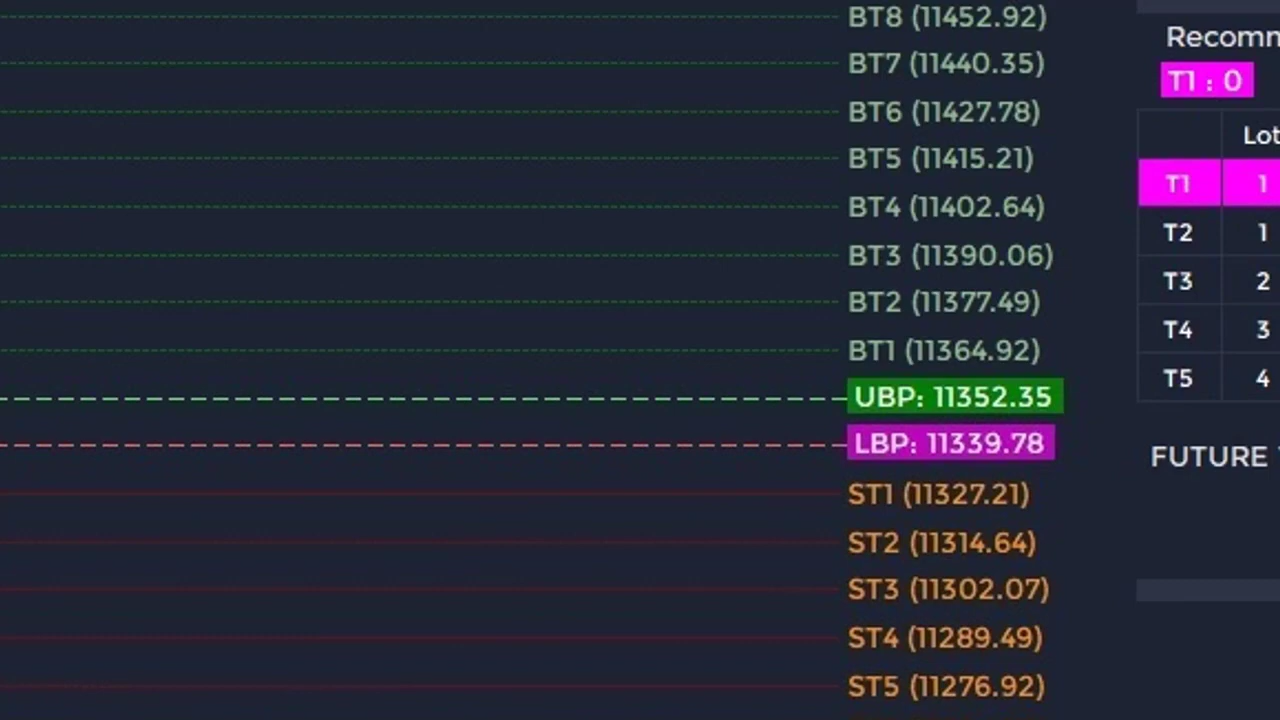 BT8 (11452.92)
BT7 (11440.35)
BT6 (11427.78)
BT5 (11415.21)
BT4 (11402.64)
BT3 (11390.06)
BT2 (11377.49)
BT1 (11364.92)
UBP: 11352.35
LBP: 11339.78
ST1 (11327.21)
ST2 (11314.64)
ST3 (11302.07)
ST4 (11289.49)
ST5 (11276.92)
T1 : 0
Lot
T1 1
T2 1
T3 2
T4 3
T5 4
FUTURE